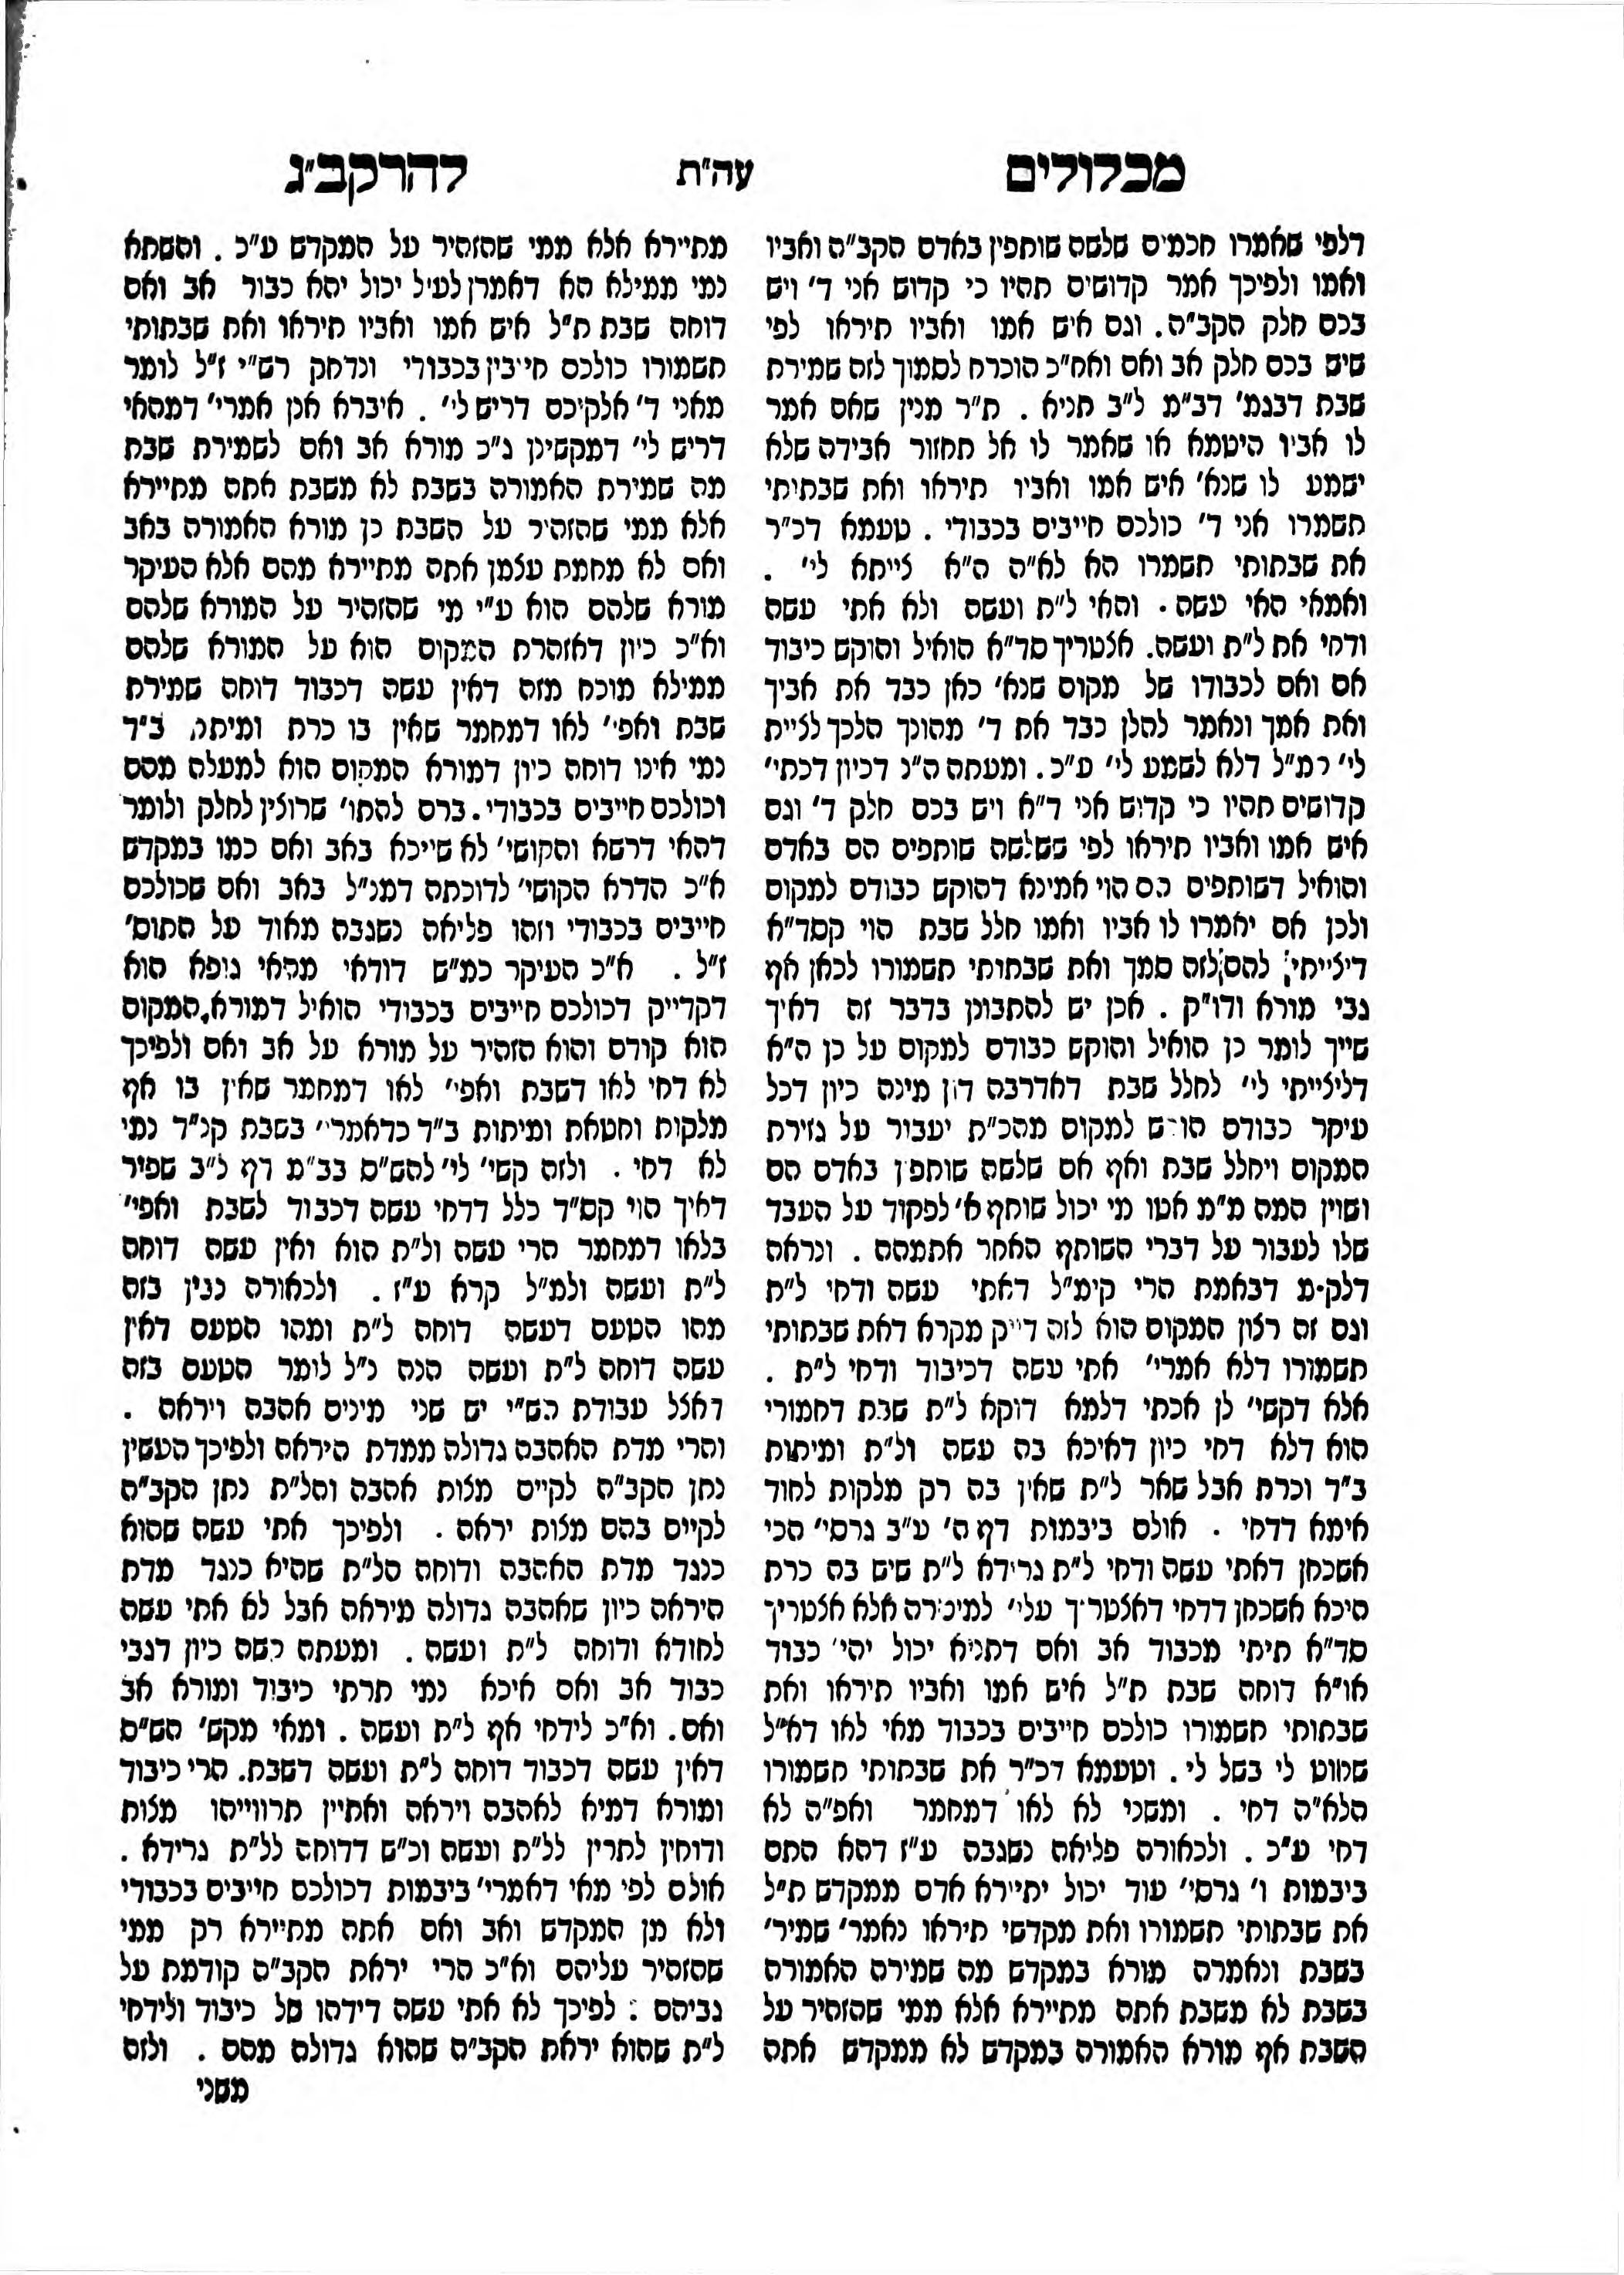 מכלולים עה"ת להרקב"ג
דלפי שאמרו חכמים שלשה שותפין באדם הקב"ה ואביו
ואמו ולפיכך אמר קדושים תהיו כי קדוש אני ד' ויש
בכם חלק הקב"ה. וגם איש אמו ואביו תיראו לפי
שיש בכם חלק אב ואם ואח"כ הוכרח לסמוך לזה שמירת
שבת דבגמ' דב"מ ל"ב תניא. ת"ר מנין שאם אמר
לו אביו היטמא או שאמר לו אל תחזור אבידה שלא
ישמע לו שנא' איש אמו ואביו תיראו ואת שבתותי
תשמרו אני ד' כולכם חייבים בכבודי. טעמא דכ"ר
את שבתותי תשמרו הא לא"ה ה"א צייתא לי'.
ואמאי האי עשה. והאי ל"ת ועשה ולא אתי עשה
ודחי את ל"ת ועשה. אצטריך סד"א הואיל והוקש כיבוד
אם ואם לכבודו של מקום שנא' כאן כבד את אביך
ואת אמך ונאמר להלן כבד את ד' מהונך הלכך לציית
לי' קמ"ל דלא לשמע לי' ע"כ. ומעתה ה"נ דכיון דכתי'
קדושים תהיו כי קדוש אני ד"א ויש בכם חלק ד' וגם
איש אמו ואביו תיראו לפי ששלשה שותפים הם באדם
והואיל דשותפים הם הוי אמינא דהוקש כבודם למקום
ולכן אם יאמרו לו אביו ואמו חלל שבת הוי קסד"א
דיצייתי' להם לזה סמך ואת שבתותי תשמורו לכאן אף
גבי מורא ודו"ק. אכן יש להתבונן בדבר זה דאיך
שייך לומר כן הואיל והוקש כבודם למקום על כן ה"א
דליצייתי לי' לחלל שבת דאדרבה דון מינה כיון דכל
עיקר כבודם הוקש למקום מהכ"ת יעבור על גזירת
המקום ויחלל שבת ואף אם שלשה שותפין באדם הם
ושוין המה מ"מ אטו מי יכול שותף א' לפקוד על העבד
שלו לעבור על דברי השותף האחר אתמהה. ונראה
דלק"מ דבאמת הרי קימ"ל דאתי עשה ודחי ל"ת
וגם זה רצון המקום הוא לזה דייק מקרא דאת שבתותי
תשמורו דלא אמרי' אתי עשה דכיבוד ודחי ל"ת.
אלא דקשי' לן אכתי דלמא דוקא ל"ת שבת דחמורי
הוא דלא דחי כיון דאיכא בה עשה ול"ת ומיתות
ב"ד וכרת אבל שאר ל"ת שאין בה רק מלקות לחוד
אימא דדחי. אולם ביבמות דף ה' ע"ב גרסי' הכי
אשכחן דאתי עשה ודחי ל"ת גרידא ל"ת שיש בה כרת
היכא אשכחן דדחי דאצטריך עלי' למיסרה אלא אצטריך
סד"א תיתי מכבוד אב ואם דתניא יכול יהי' כבוד
או"א דוחה שבת ת"ל איש אמו ואביו תיראו ואת
שבתותי תשמורו כולכם חייבים בכבוד מאי לאו דא"ל
שחוט לי בשל לי. וטעמא דכ"ר את שבתותי תשמורו
הלא"ה דחי. ומשני לא לאו דמחמר ואפ"ה לא
דחי ע"כ. ולכאורה פליאה נשגבה ע"ז דהא התם
ביבמות ו' גרסי' עוד יכול יתיירא אדם ממקדש ת"ל
את שבתותי תשמורו ואת מקדשי תיראו נאמר' שמיר'
בשבת ונאמרה מורא במקדש מה שמירה האמורה
בשבת לא משבת אתה מתיירא אלא ממי שהזהיר על
השבת אף מורא האמורה במקדש לא ממקדש אתה
מתיירא אלא ממי שהזהיר על המקדש ע"כ. והשתא
נמי ממילא הא דאמרן לעיל יכול יהא כבוד אב ואם
דוחה שבת ת"ל איש אמו ואביו תיראו ואת שבתותי
תשמורו כולכם חייבין בכבודי ונדחק רש"י ז"ל לומר
מאני ד' אלקיכם דריש לי'. איברא אנן אמרי' דמהאי
דריש לי' דמקשינן נ"כ מורא אב ואם לשמירת שבת
מה שמירת האמורה בשבת לא משבת אתה מתיירא
אלא ממי שהזהיר על השבת כן מורא האמורה באב
ואם לא מחמת עצמן אתה מתיירא מהם אלא העיקר
מורא שלהם הוא ע"י מי שהזהיר על המורא שלהם
וא"כ כיון דאזהרת המקום הוא על המורא שלהם
ממילא מוכח מזה דאין עשה דכבוד דוחה שמירת
שבת ואפי' לאו דמחמר שאין בו כרת ומיתת ב"ד
נמי אינו דוחה כיון דמורא המקום הוא למעלה מהם
וכולכם חייבים בכבודי. ברם להתו' שרוצין לחלק ולומר
דהאי דרשא והקושי' לא שייכא באב ואם כמו במקדש
א"כ הדרא הקושי' לדוכתה דמנ"ל באב ואם שכולכם
חייבים בכבודי וזהו פליאה נשגבה מאוד על התוס'
ז"ל. א"כ העיקר כמ"ש דודאי מהאי גופא הוא
דקדייק דכולכם חייבים בכבודי הואיל דמורא המקום
הוא קודם והוא הזהיר על מורא על אב ואם ולפיכך
לא דחי לאו דשבת ואפי' לאו דמחמר שאין בו אף
מלקות וחטאת ומיתות ב"ד כדאמרי' בשבת קנ"ד נמי
לא דחי. ולזה קשי' לי' להש"ס בב"מ דף ל"ב שפיר
דאיך הוי קס"ד כלל דדחי עשה דכבוד לשבת ואפי'
בלאו דמחמר הרי עשה ול"ת הוא ואין עשה דוחה
ל"ת ועשה ולמ"ל קרא ע"ז. ולכאורה נבין בזה
מהו הטעם דעשה דוחה ל"ת ומהו הטעם דאין
עשה דוחה ל"ת ועשה הנה נ"ל לומר הטעם בזה
דאצל עבודת הש"י יש שני מינים אהבה ויראה.
והרי מדת האהבה גדולה ממדת היראה ולפיכך העשין
נתן הקב"ה לקיים מצות אהבה והל"ת נתן הקב"ה
לקיים בהם מצות יראה. ולפיכך אתי עשה שהוא
כנגד מדת האהבה ודוחה הל"ת שהיא כנגד מדת
היראה כיון שאהבה גדולה מיראה אבל לא אתי עשה
לחודא ודוחה ל"ת ועשה. ומעתה קשה כיון דגבי
כבוד אב ואם איכא נמי תרתי כיבוד ומורא אב
ואם. וא"כ לידחי אף ל"ת ועשה. ומאי מקש' הש"ס
דאין עשה דכבוד דוחה ל"ת ועשה דשבת. הרי כיבוד
ומורא דמיא לאהבה ויראה ואתיין תרווייהו מצות
ודוחין לתרין לל"ת ועשה וכ"ש דדוחה לל"ת גרידא.
אולם לפי מאי דאמרי' ביבמות דכולכם חייבים בכבודי
ולא מן המקדש ואב ואם אתה מתיירא רק ממי
שהזהיר עליהם וא"כ הרי יראת הקב"ה קודמת על
גביהם: לפיכך לא אתי עשה דידהו של כיבוד ולידחי
ל"ת שהוא יראת הקב"ה שהוא גדולה מהם. ולזה
משני